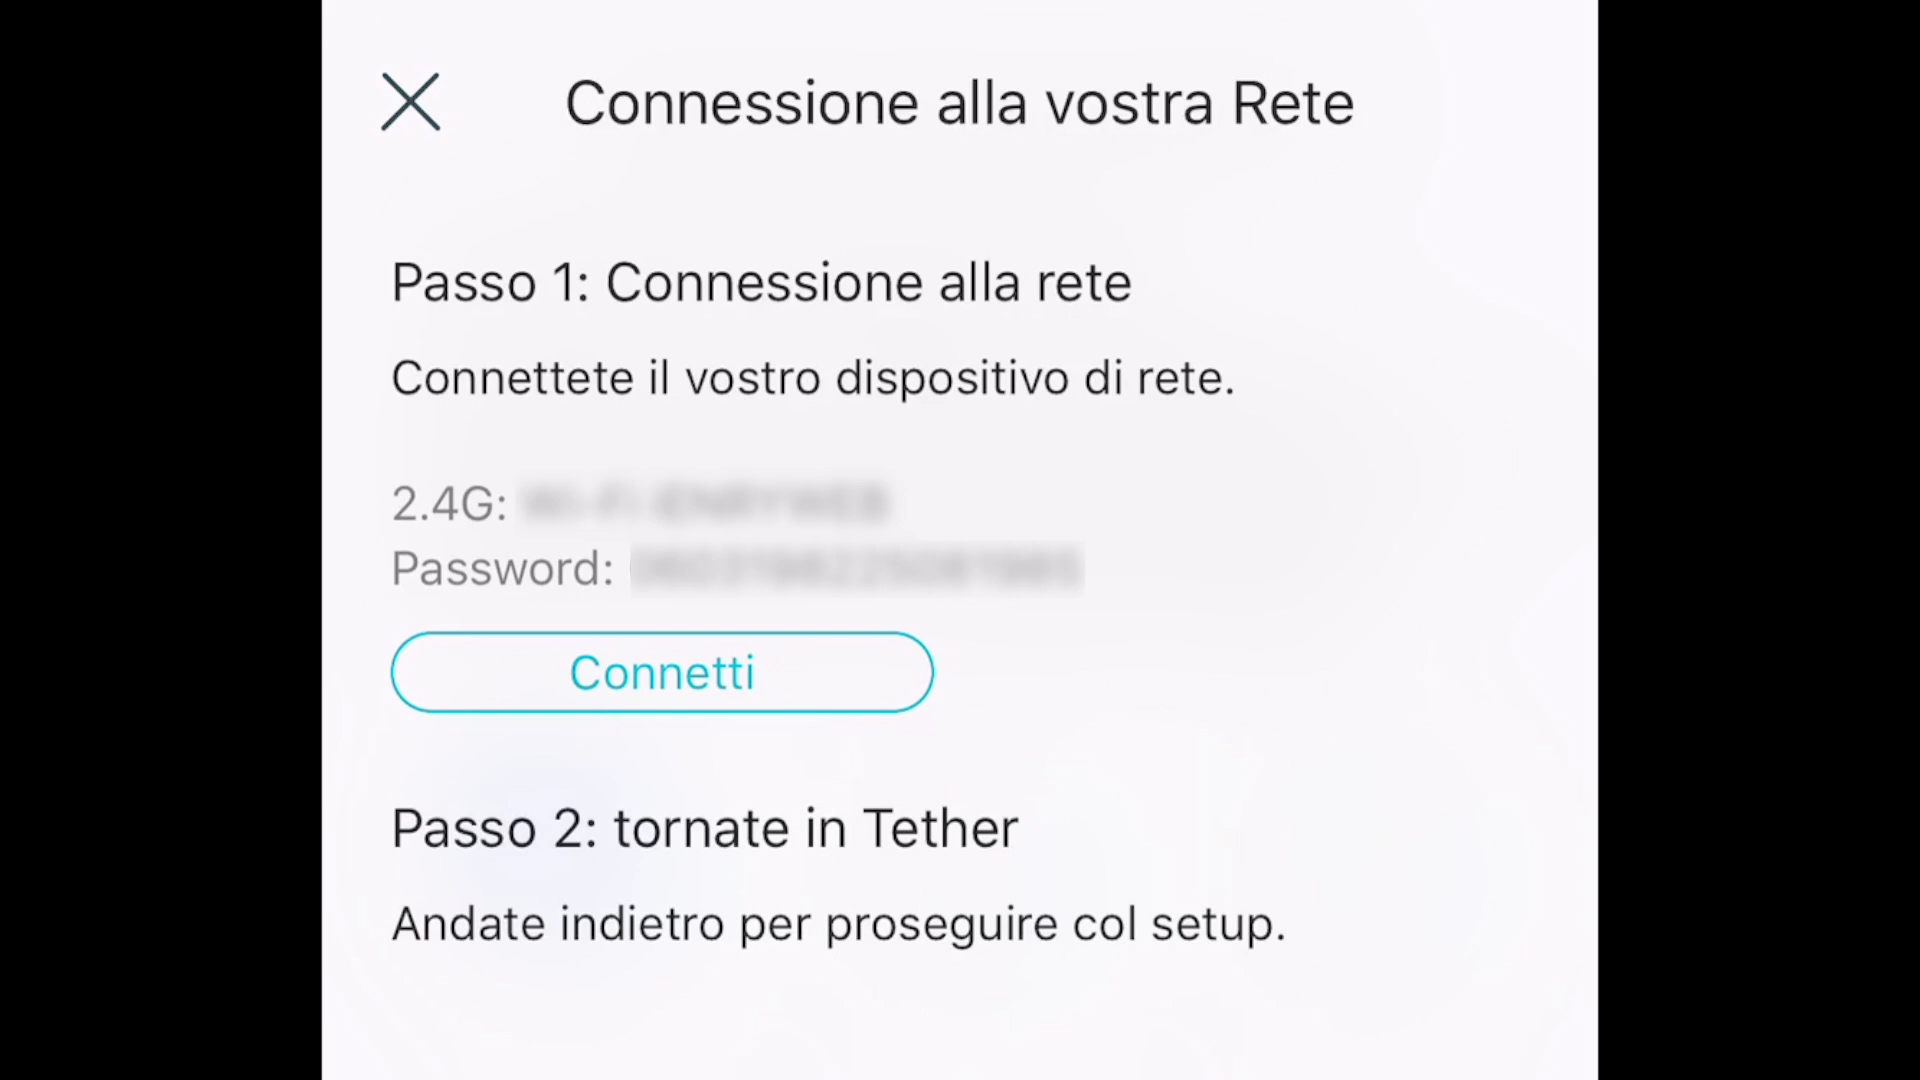 Connessione alla vostra Rete
Passo 1: Connessione alla rete
Connettete il vostro dispositivo di rete.
2.4G:
Password:
Connetti
Passo 2: tornate in Tether
Andate indietro per proseguire col setup.